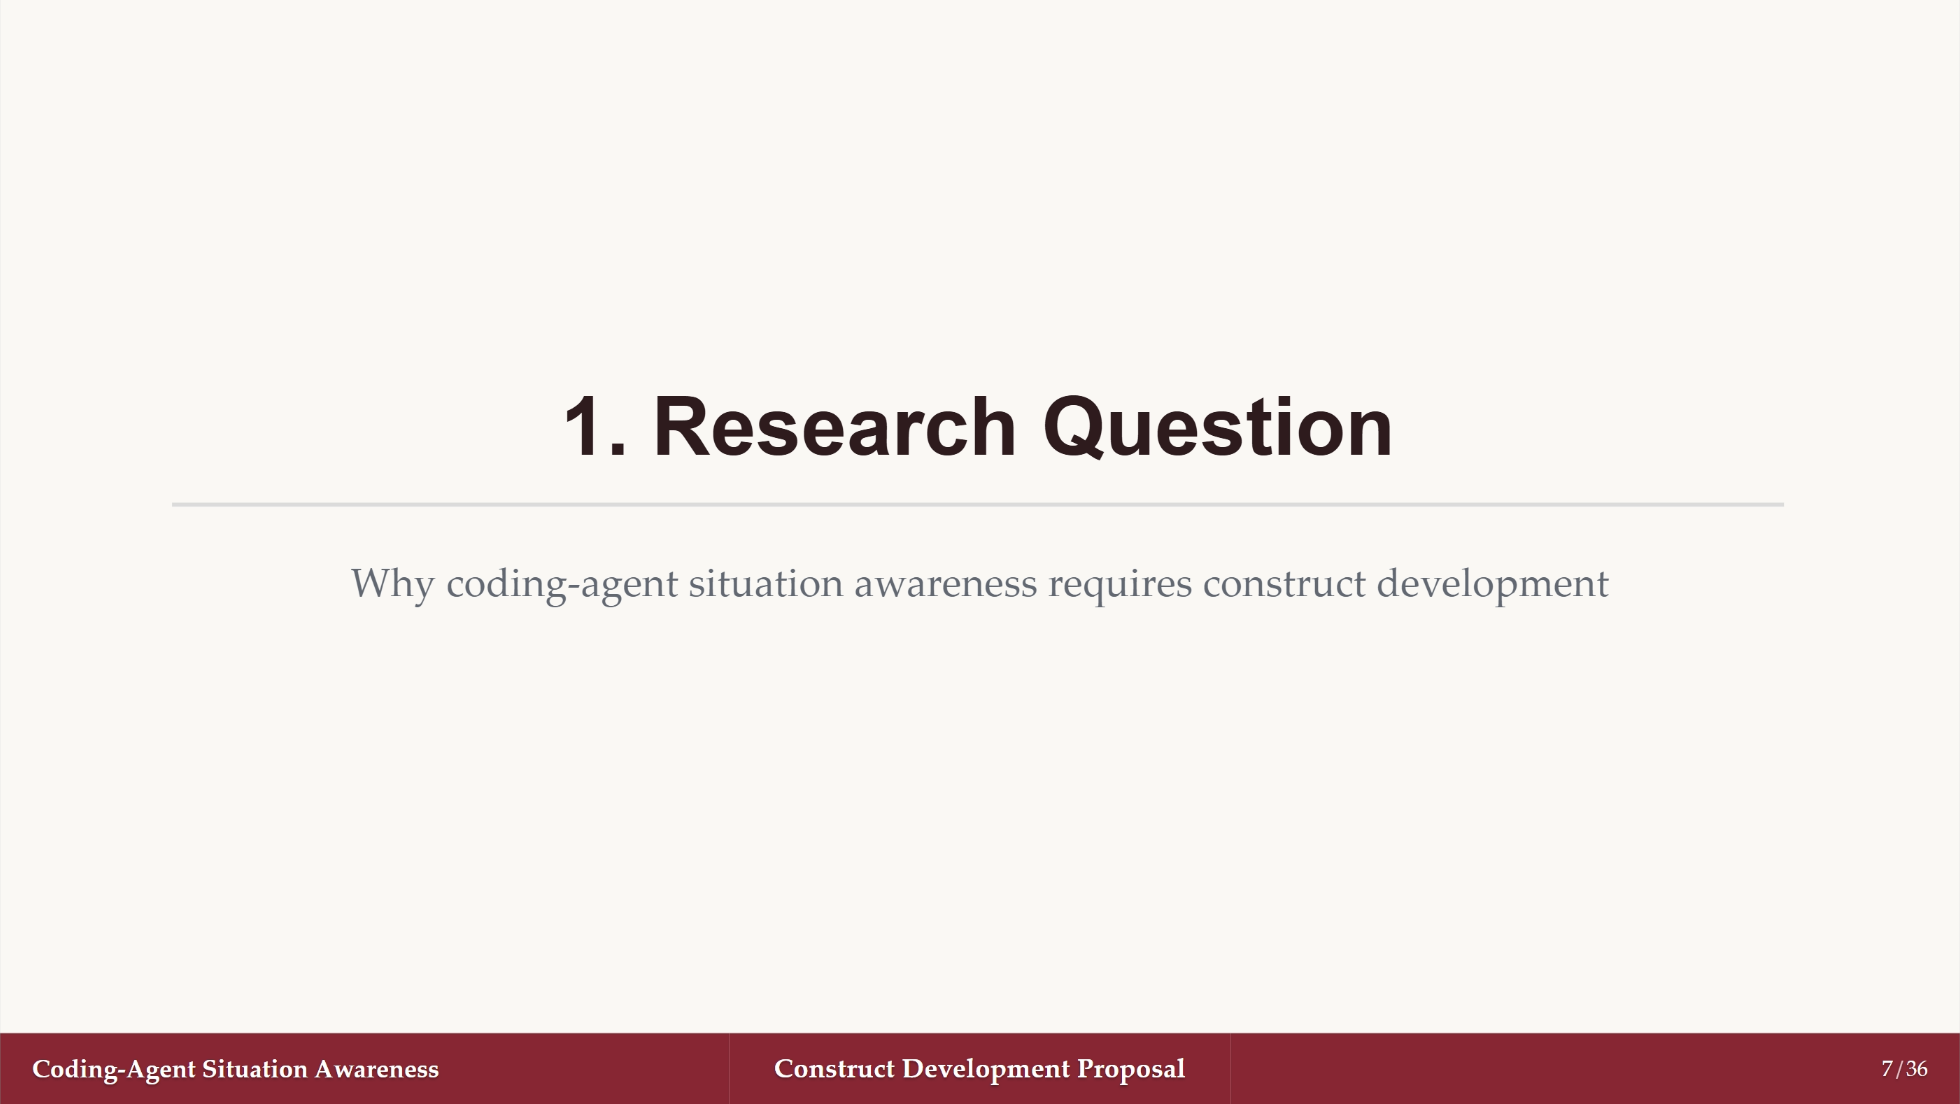 1. Research Question
Why coding-agent situation awareness requires construct development
Coding-Agent Situation Awareness
Construct Development Proposal
7/36